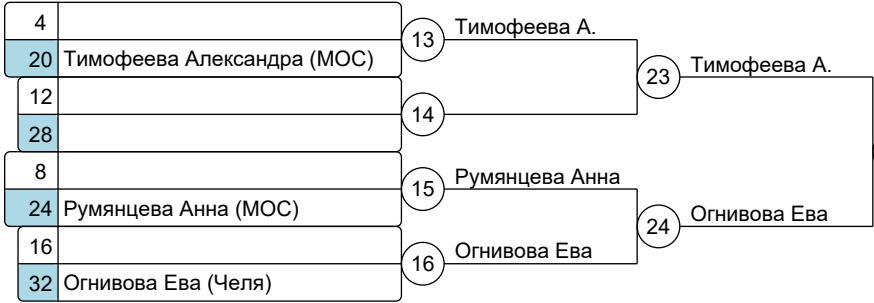 4
13
Тимофеева А.
20 Тимофеева Александра (МОС)
23
Тимофеева А.
12
14
28
8
15
Румянцева Анна
24 Румянцева Анна (МОС)
24
Огнивова Ева
16
16
Огнивова Ева
32 Огнивова Ева (Челя)